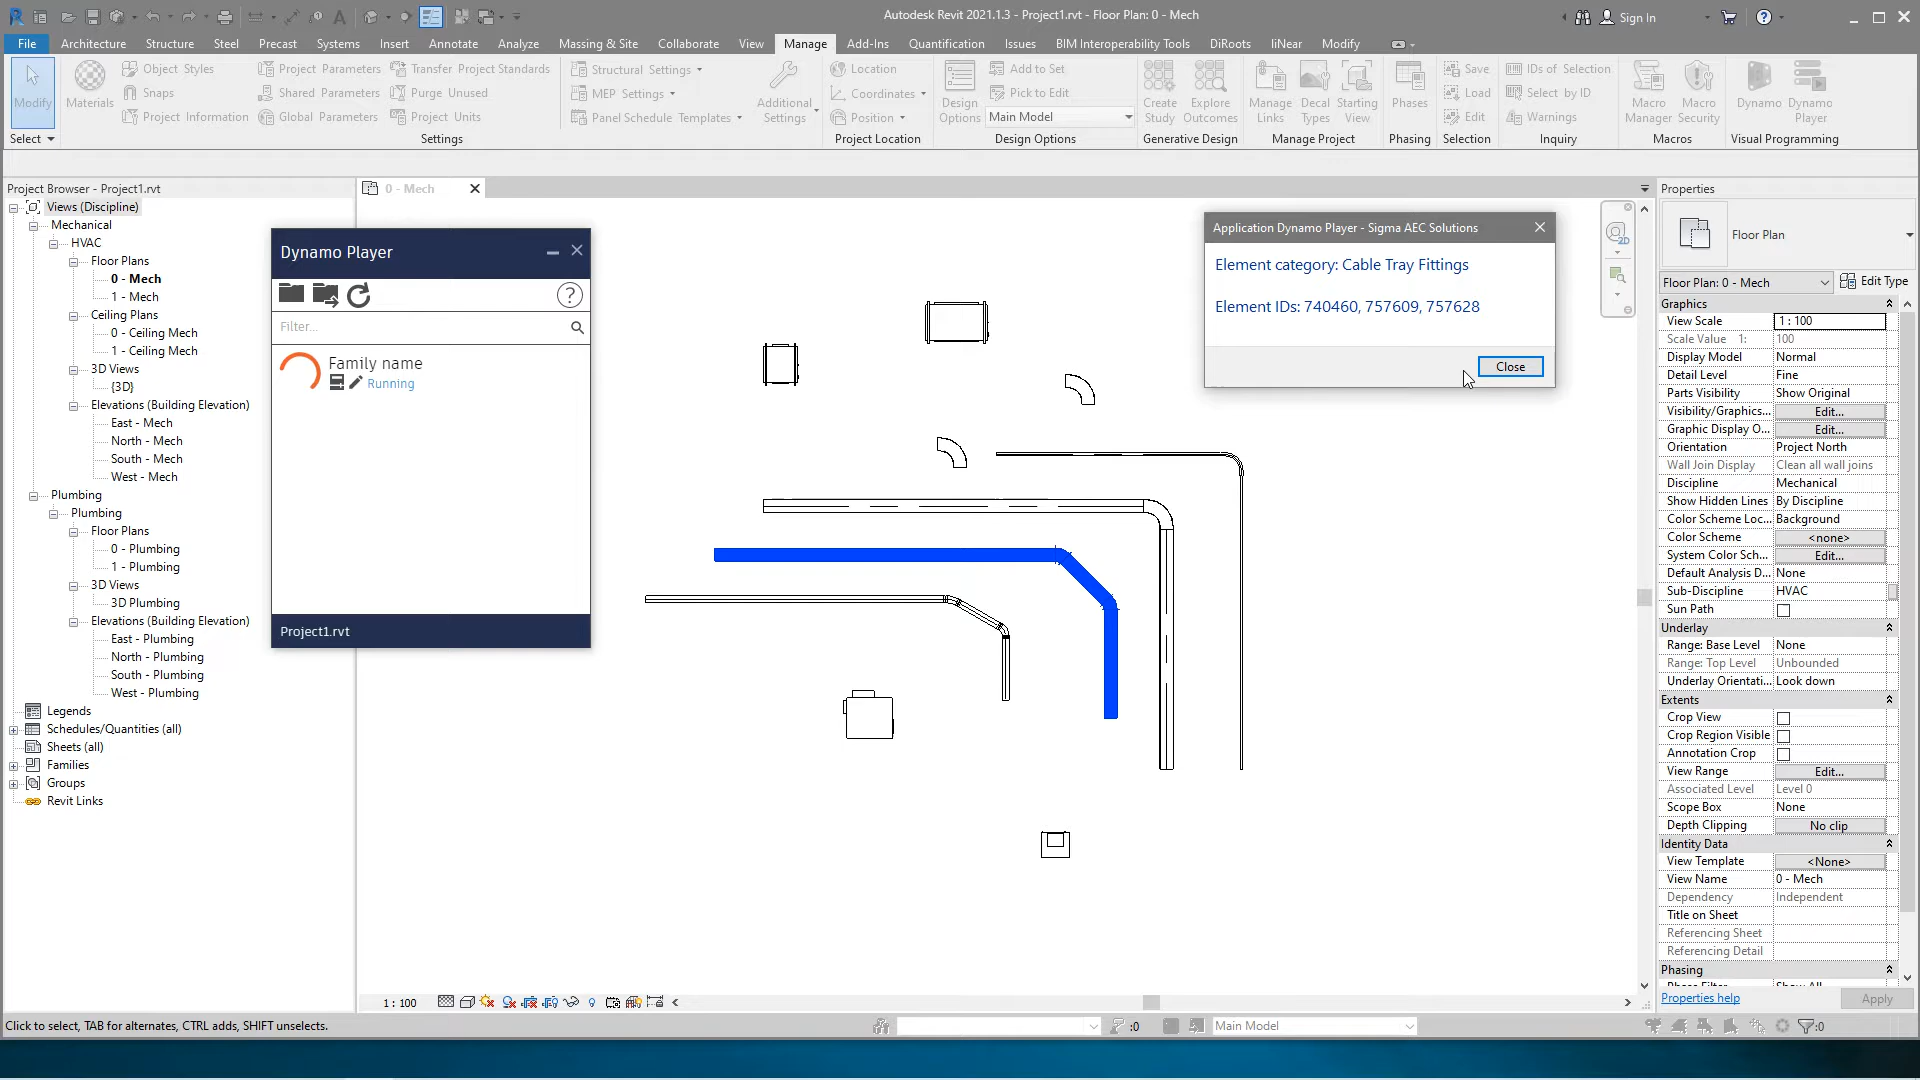 Autodesk Revit 2021.1.3 - Project1.rvt - Floor Plan: 0 - Mech
Sign In
File Architecture Structure Steel Precast Systems Insert Annotate Analyze Massing & Site Collaborate View Manage Add-Ins Quantification Issues BIM Interoperability Tools DiRoots liNear Modify
Object Styles Project Parameters Transfer Project Standards Structural Settings Location Add to Set Save IDs of Selection
Snaps Shared Parameters Purge Unused MEP Settings Coordinates Pick to Edit Load Select by ID
Project Information Global Parameters Project Units Panel Schedule Templates Position Main Model Edit Warnings
Modify
Materials
Additional Settings
Design Options
Create Study
Explore Outcomes
Manage Links
Decal Types
Starting View
Phases
Macro Manager
Macro Security
Dynamo
Dynamo Player
Select Settings Project Location Design Options Generative Design Manage Project Phasing Selection Inquiry Macros Visual Programming
Project Browser - Project1.rvt
Views (Discipline)
Mechanical
HVAC
Floor Plans
0 - Mech
1 - Mech
Ceiling Plans
0 - Ceiling Mech
1 - Ceiling Mech
3D Views
{3D}
Elevations (Building Elevation)
East - Mech
North - Mech
South - Mech
West - Mech
Plumbing
Plumbing
Floor Plans
0 - Plumbing
1 - Plumbing
3D Views
3D Plumbing
Elevations (Building Elevation)
East - Plumbing
North - Plumbing
South - Plumbing
West - Plumbing
Legends
Schedules/Quantities (all)
Sheets (all)
Families
Groups
Revit Links
0 - Mech
Dynamo Player
Filter...
Family name
Running
Project1.rvt
Application Dynamo Player - Sigma AEC Solutions
Element category: Cable Tray Fittings
Element IDs: 740460, 757609, 757628
Close
2D
Properties
Floor Plan
Floor Plan: 0 - Mech Edit Type
Graphics
View Scale 1 : 100
Scale Value 1: 100
Display Model Normal
Detail Level Fine
Parts Visibility Show Original
Visibility/Graphics... Edit...
Graphic Display O... Edit...
Orientation Project North
Wall Join Display Clean all wall joins
Discipline Mechanical
Show Hidden Lines By Discipline
Color Scheme Loc... Background
Color Scheme <none>
System Color Sch... Edit...
Default Analysis D... None
Sub-Discipline HVAC
Sun Path
Underlay
Range: Base Level None
Range: Top Level Unbounded
Underlay Orientati... Look down
Extents
Crop View
Crop Region Visible
Annotation Crop
View Range Edit...
Associated Level Level 0
Scope Box None
Depth Clipping No clip
Identity Data
View Template <None>
View Name 0 - Mech
Dependency Independent
Title on Sheet
Referencing Sheet
Referencing Detail
Phasing
Phase Filter Show All
Properties help Apply
1 : 100
Click to select, TAB for alternates, CTRL adds, SHIFT unselects.
:0 Main Model :0